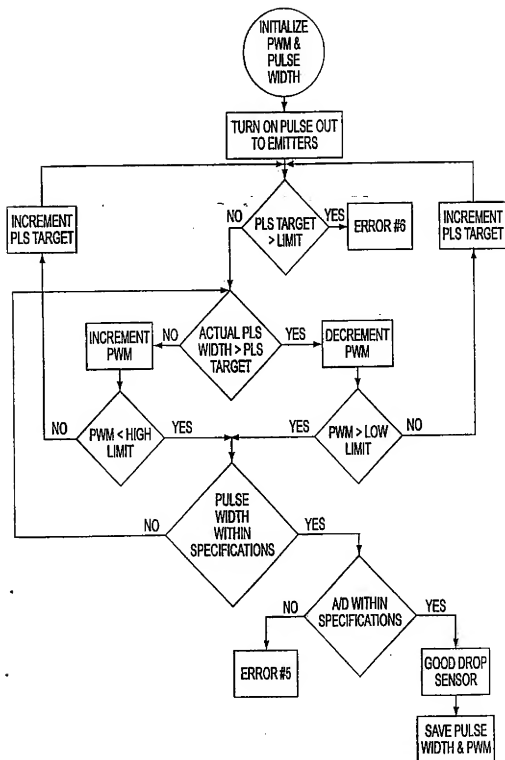 INITIALIZE
PWM &
PULSE
WIDTH
TURN ON PULSE OUT
TO EMITTERS
INCREMENT
PLS TARGET
NO
PLS TARGET
> LIMIT
YES
ERROR #6
INCREMENT
PLS TARGET
INCREMENT
PWM
NO
ACTUAL PLS
WIDTH > PLS
TARGET
YES
DECREMENT
PWM
NO
PWM < HIGH
LIMIT
YES
YES
PWM > LOW
LIMIT
NO
NO
PULSE
WIDTH
WITHIN
SPECIFICATIONS
YES
NO
A/D WITHIN
SPECIFICATIONS
YES
ERROR #5
GOOD DROP
SENSOR
SAVE PULSE
WIDTH & PWM